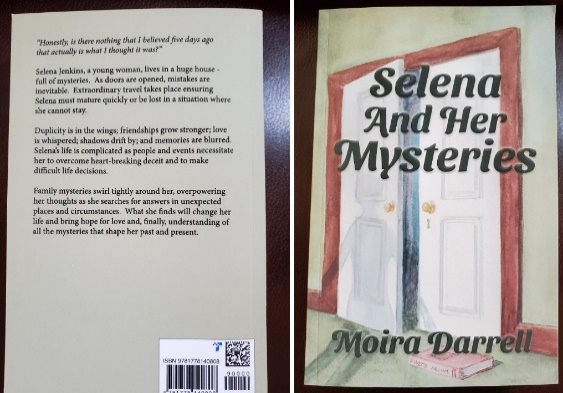 "Honestly, is there nothing that I believed five days ago
that actually is what I thought it was?"
Selena Jenkins, a young woman, lives in a huge house -
full of mysteries. As doors are opened, mistakes are
inevitable. Extraordinary travel takes place ensuring
Selena must mature quickly or be lost in a situation where
she cannot stay.
Duplicity is in the wings; friendships grow stronger; love
is whispered; shadows drift by; and memories are blurred.
Selena's life is complicated as people and events necessitate
her to overcome heart-breaking deceit and to make
difficult life decisions.
Family mysteries swirl tightly around her, overpowering
her thoughts as she searches for answers in unexpected
places and circumstances. What she finds will change her
life and bring hope for love and, finally, understanding of
all the mysteries that shape her past and present.
ISBN 9781778140808
90000
Selena
And Her
Mysteries
Moira Darrell